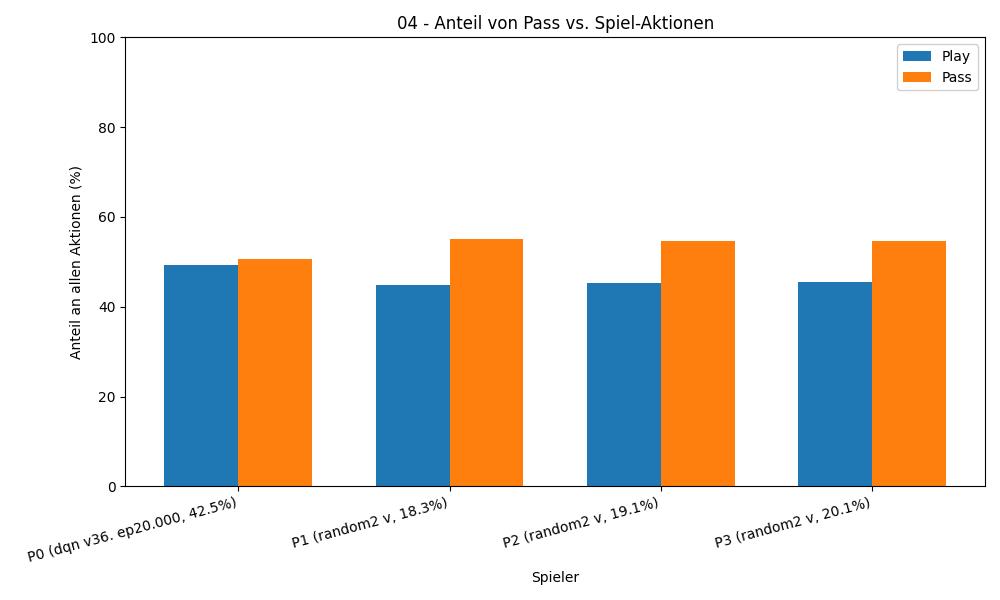 04 - Anteil von Pass vs. Spiel-Aktionen
Play
Pass
Anteil an allen Aktionen (%)
100
80
60
40
20
0
P0 (dqn v36. ep20.000, 42.5%)
P1 (random2 v, 18.3%)
P2 (random2 v, 19.1%)
P3 (random2 v, 20.1%)
Spieler